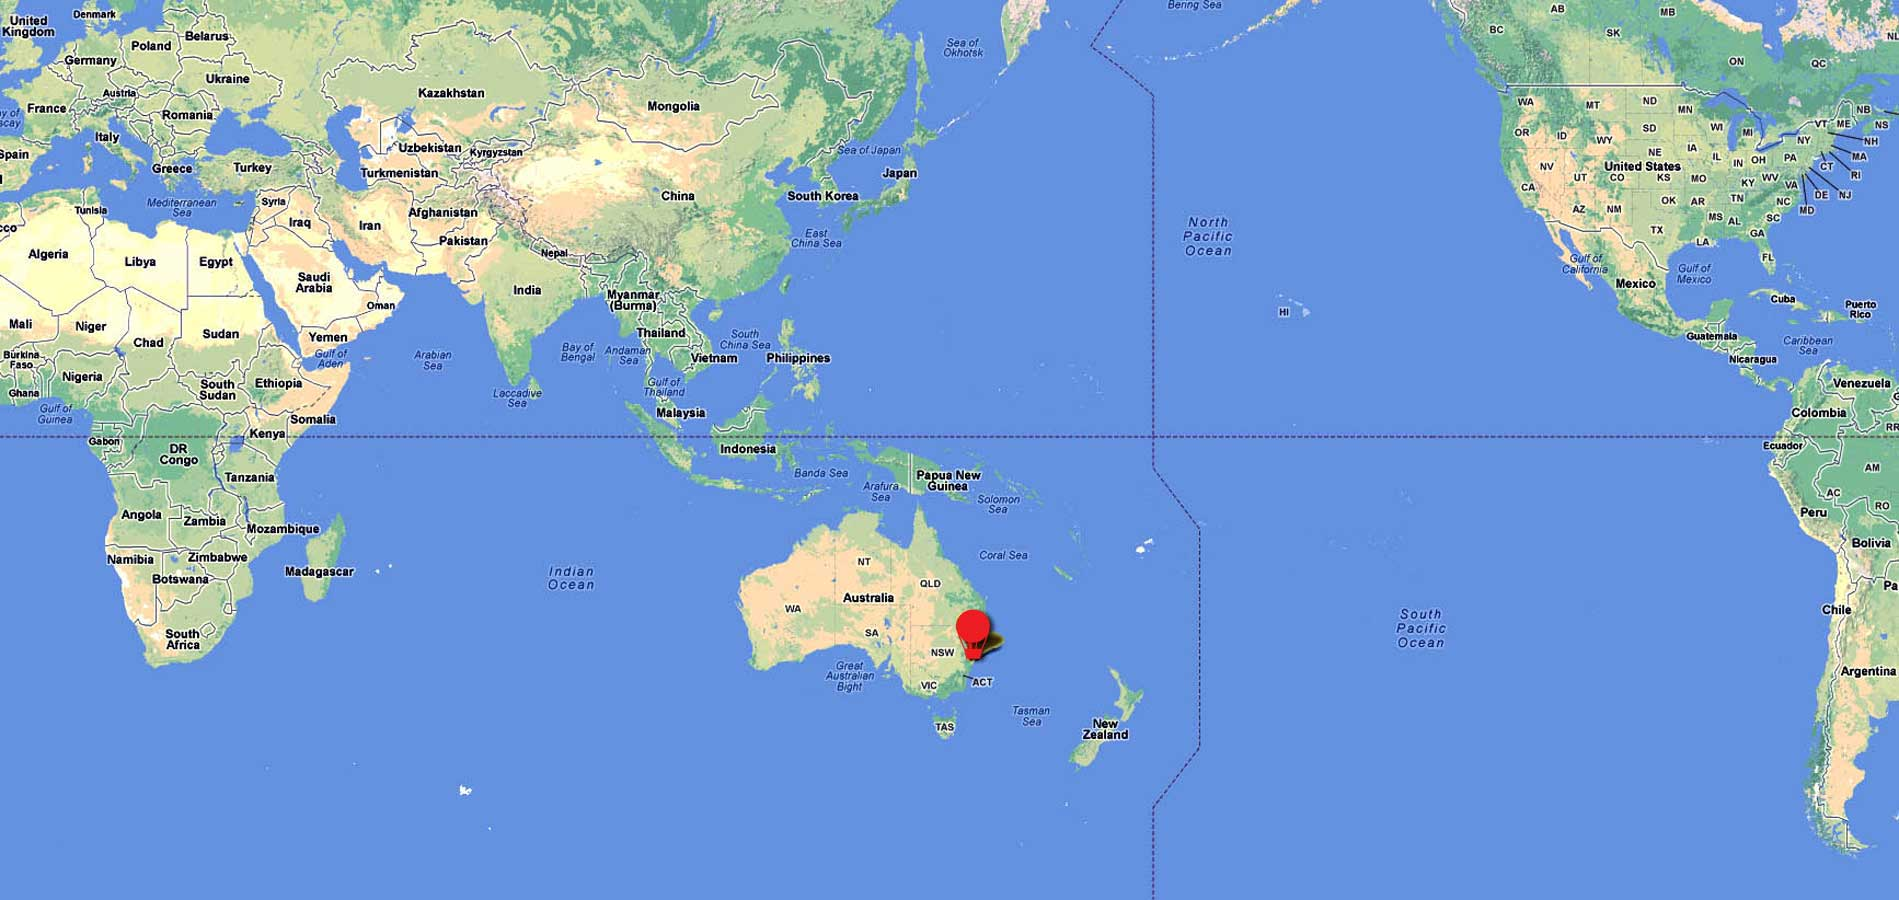 United
Kingdom
Denmark
Poland
Belarus
Germany
Ukraine
Austria
France
Romania
Italy
Spain
Greece
Turkey
Kazakhstan
Mongolia
Uzbekistan
Kyrgyzstan
Turkmenistan
Sea of
Okhotsk
Bering Sea
Sea of Japan
Japan
South Korea
China
Afghanistan
Pakistan
Iran
Iraq
Syria
Mediterranean
Sea
Tunisia
Algeria
Libya
Egypt
Saudi
Arabia
Oman
Yemen
Gulf of
Aden
Nepal
India
Myanmar
(Burma)
Thailand
Vietnam
East
China Sea
South
China Sea
Philippines
Bay of
Bengal
Andaman
Sea
Gulf of
Thailand
Arabian
Sea
Laccadive
Sea
Malaysia
Indonesia
Mali
Niger
Chad
Sudan
Burkina
Faso
Ghana
Nigeria
South
Sudan
Ethiopia
Somalia
Gulf of
Guinea
Gabon
DR
Congo
Kenya
Tanzania
Angola
Zambia
Mozambique
Namibia
Zimbabwe
Botswana
Madagascar
South
Africa
Indian
Ocean
Banda Sea
Arafura
Sea
Papua New
Guinea
Solomon
Sea
Coral Sea
NT
QLD
Australia
WA
SA
NSW
VIC
ACT
TAS
Great
Australian
Bight
Tasman
Sea
New
Zealand
North
Pacific
Ocean
South
Pacific
Ocean
HI
AB
MB
BC
SK
ON
QC
NL
WA
MT
ND
MN
OR
ID
WY
SD
WI
MI
VT
ME
NB
NS
NH
NY
MA
CT
RI
NV
UT
CO
NE
IA
IL
IN
OH
PA
NJ
DE
MD
United States
CA
KS
MO
KY
WV
VA
AZ
NM
OK
AR
TN
NC
SC
MS
AL
GA
TX
LA
FL
Gulf of
California
Gulf of
Mexico
Mexico
Cuba
Puerto
Rico
Guatemala
Nicaragua
Caribbean
Sea
Venezuela
Colombia
RR
Ecuador
AM
AC
RO
Peru
Bolivia
Chile
Argentina